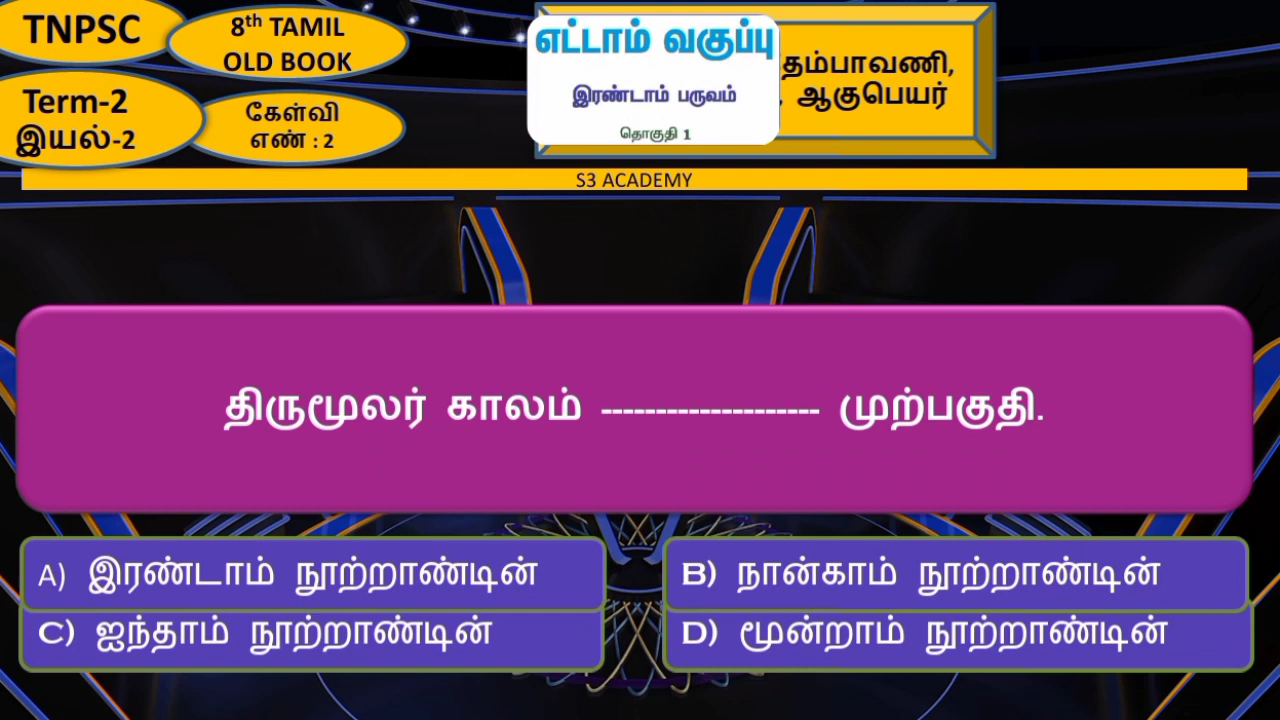 TNPSC
8th TAMIL
OLD BOOK
Term-2
இயல்-2
கேள்வி
எண் : 2
எட்டாம் வகுப்பு
இரண்டாம் பருவம்
தொகுதி 1
தம்பாவணி,
. ஆகுபெயர்
S3 ACADEMY
திருமூலர் காலம் -------------------- முற்பகுதி.
A) இரண்டாம் நூற்றாண்டின்
B) நான்காம் நூற்றாண்டின்
C) ஐந்தாம் நூற்றாண்டின்
D) மூன்றாம் நூற்றாண்டின்